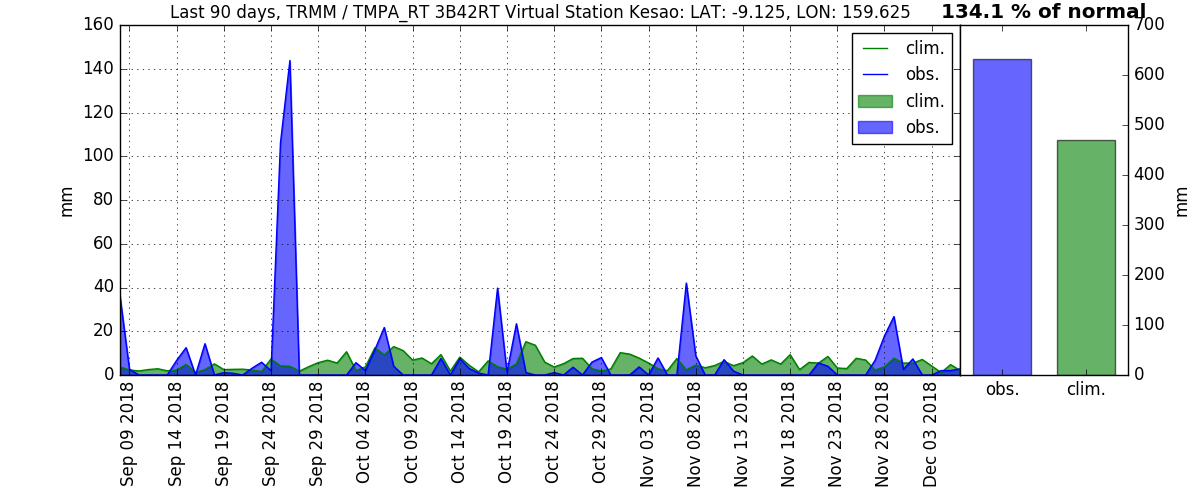 Last 90 days, TRMM / TMPA_RT 3B42RT Virtual Station Kesao: LAT: -9.125, LON: 159.625
134.1 % of normal
160
140
120
100
80
60
40
20
0
mm
clim.
obs.
clim.
obs.
Sep 09 2018
Sep 14 2018
Sep 19 2018
Sep 24 2018
Sep 29 2018
Oct 04 2018
Oct 09 2018
Oct 14 2018
Oct 19 2018
Oct 24 2018
Oct 29 2018
Nov 03 2018
Nov 08 2018
Nov 13 2018
Nov 18 2018
Nov 23 2018
Nov 28 2018
Dec 03 2018
700
600
500
400
300
200
100
0
mm
obs.
clim.